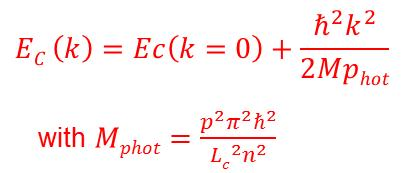 E_C (k) = Ec(k = 0) + ħ²k² / 2Mp_hot
with M_phot = p²π²ħ² / L_c²n²